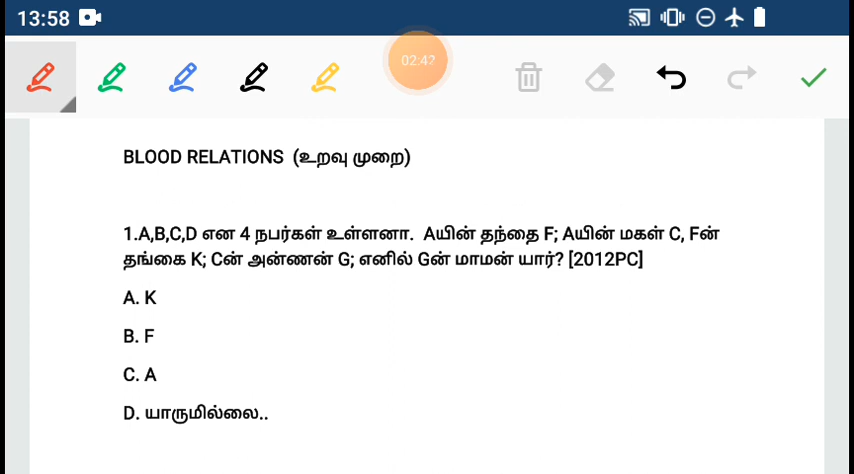 13:58
02:42
BLOOD RELATIONS (உறவு முறை)
1.A,B,C,D என 4 நபர்கள் உள்ளனா. Aயின் தந்தை F; Aயின் மகள் C, Fன்
தங்கை K; Cன் அண்ணன் G; எனில் Gன் மாமன் யார்? [2012PC]
A. K
B. F
C. A
D. யாருமில்லை..